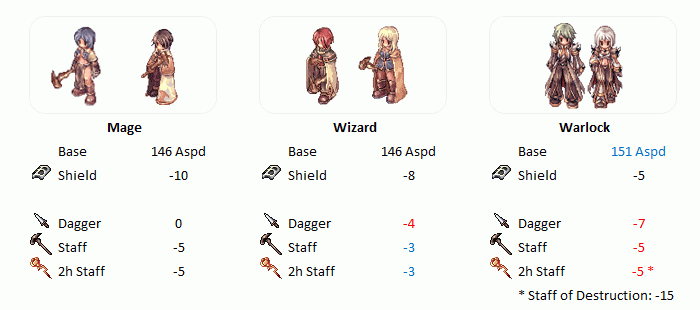 Mage Wizard Warlock
Base 146 Aspd Base 146 Aspd Base 151 Aspd
Shield -10 Shield -8 Shield -5
Dagger 0 Dagger -4 Dagger -7
Staff -5 Staff -3 Staff -5
2h Staff -5 2h Staff -3 2h Staff -5 *
* Staff of Destruction: -15